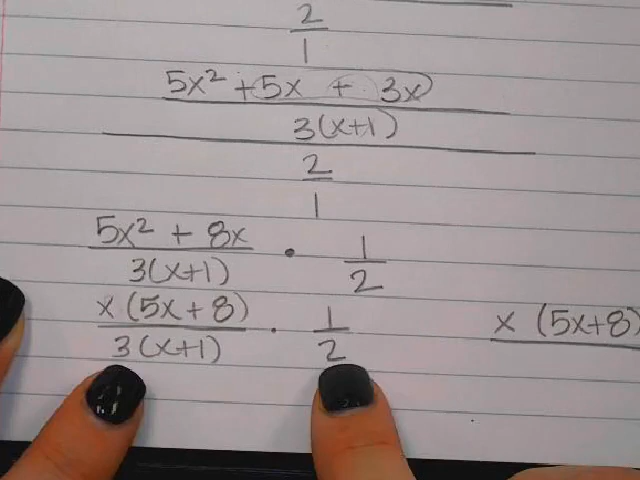 2
1
5x² + 5x + 3x
3(x+1)
2
1
5x² + 8x · 1
3(x+1) 2
x (5x + 8) · 1 x (5x+8)
3(x+1) 2